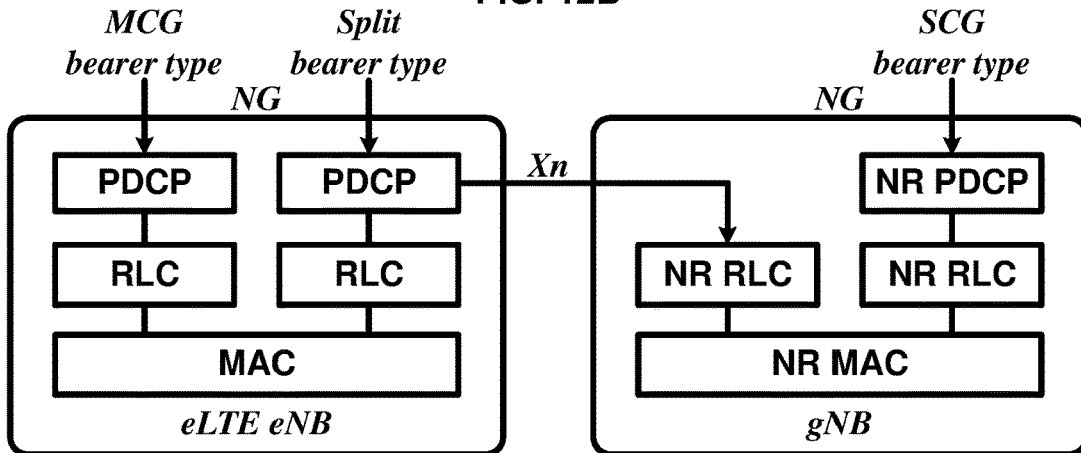 MCG
bearer type
Split
bearer type
SCG
bearer type
NG
NG
PDCP
PDCP
Xn
NR PDCP
RLC
RLC
NR RLC
NR RLC
MAC
NR MAC
eLTE eNB
gNB